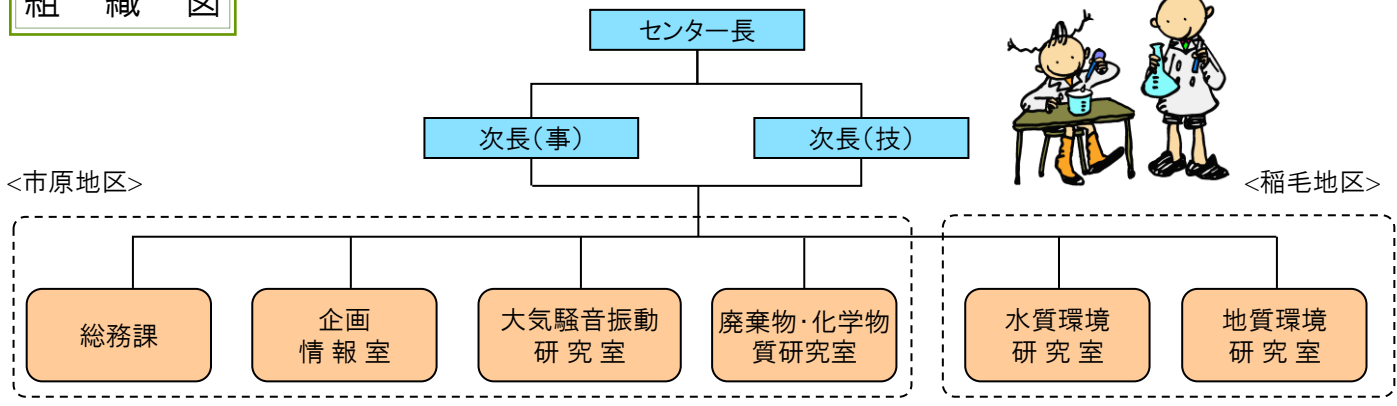 組 織 図
センター長
次長(事)
次長(技)
<市原地区>
<稲毛地区>
総務課
企画
情 報 室
大気騒音振動
研 究 室
廃棄物・化学物
質研究室
水質環境
研 究 室
地質環境
研 究 室